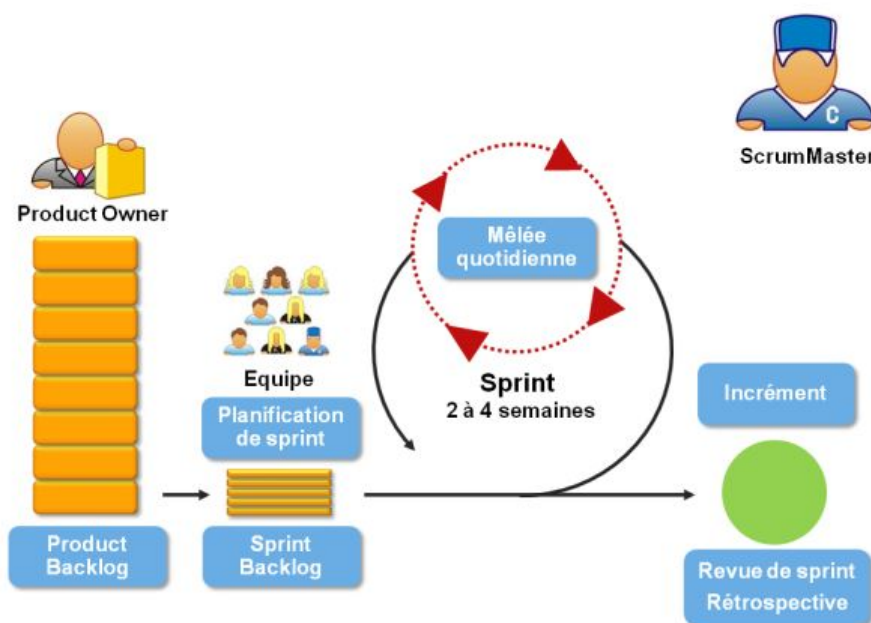 C
ScrumMaster
Product Owner
Mêlée
quotidienne
Equipe
Sprint
2 à 4 semaines
Planification
de sprint
Incrément
Product
Backlog
Sprint
Backlog
Revue de sprint
Rétrospective